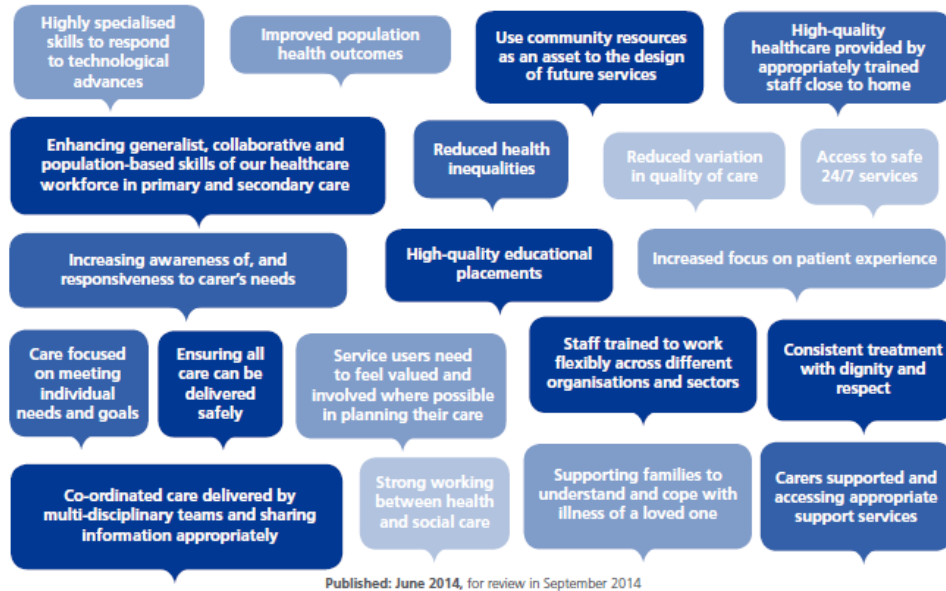 Highly specialised
skills to respond
to technological
advances
Improved population
health outcomes
Use community resources
as an asset to the design
of future services
High-quality
healthcare provided by
appropriately trained
staff close to home
Enhancing generalist, collaborative and
population-based skills of our healthcare
workforce in primary and secondary care
Reduced health
inequalities
Reduced variation
in quality of care
Access to safe
24/7 services
Increasing awareness of, and
responsiveness to carer's needs
High-quality educational
placements
Increased focus on patient experience
Care focused
on meeting
individual
needs and goals
Ensuring all
care can be
delivered
safely
Service users need
to feel valued and
involved where possible
in planning their care
Staff trained to work
flexibly across different
organisations and sectors
Consistent treatment
with dignity and
respect
Co-ordinated care delivered by
multi-disciplinary teams and sharing
information appropriately
Strong working
between health
and social care
Supporting families to
understand and cope with
illness of a loved one
Carers supported and
accessing appropriate
support services
Published: June 2014, for review in September 2014